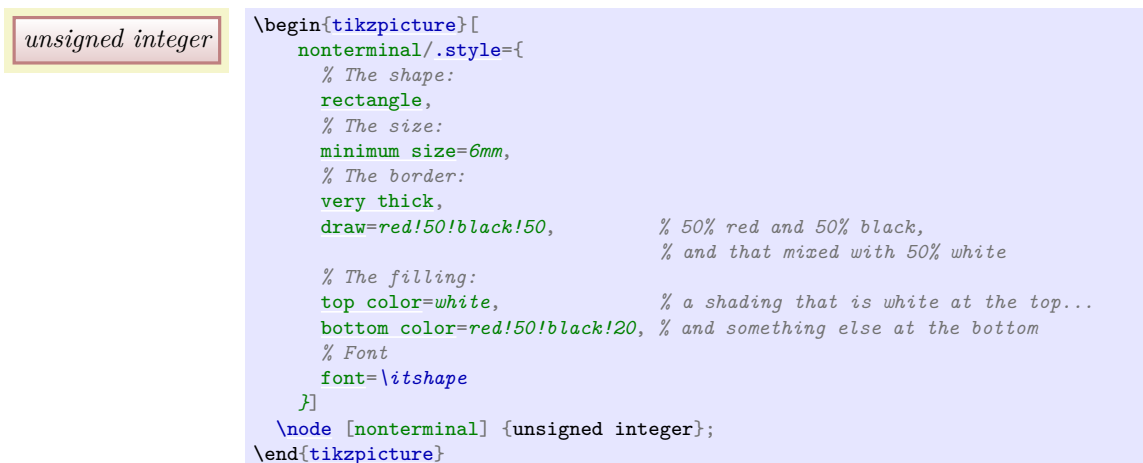 unsigned integer
\begin{tikzpicture}[
    nonterminal/.style={
      % The shape:
      rectangle,
      % The size:
      minimum size=6mm,
      % The border:
      very thick,
      draw=red!50!black!50,         % 50% red and 50% black,
                                    % and that mixed with 50% white
      % The filling:
      top color=white,              % a shading that is white at the top...
      bottom color=red!50!black!20, % and something else at the bottom
      % Font
      font=\itshape
    }]
  \node [nonterminal] {unsigned integer};
\end{tikzpicture}